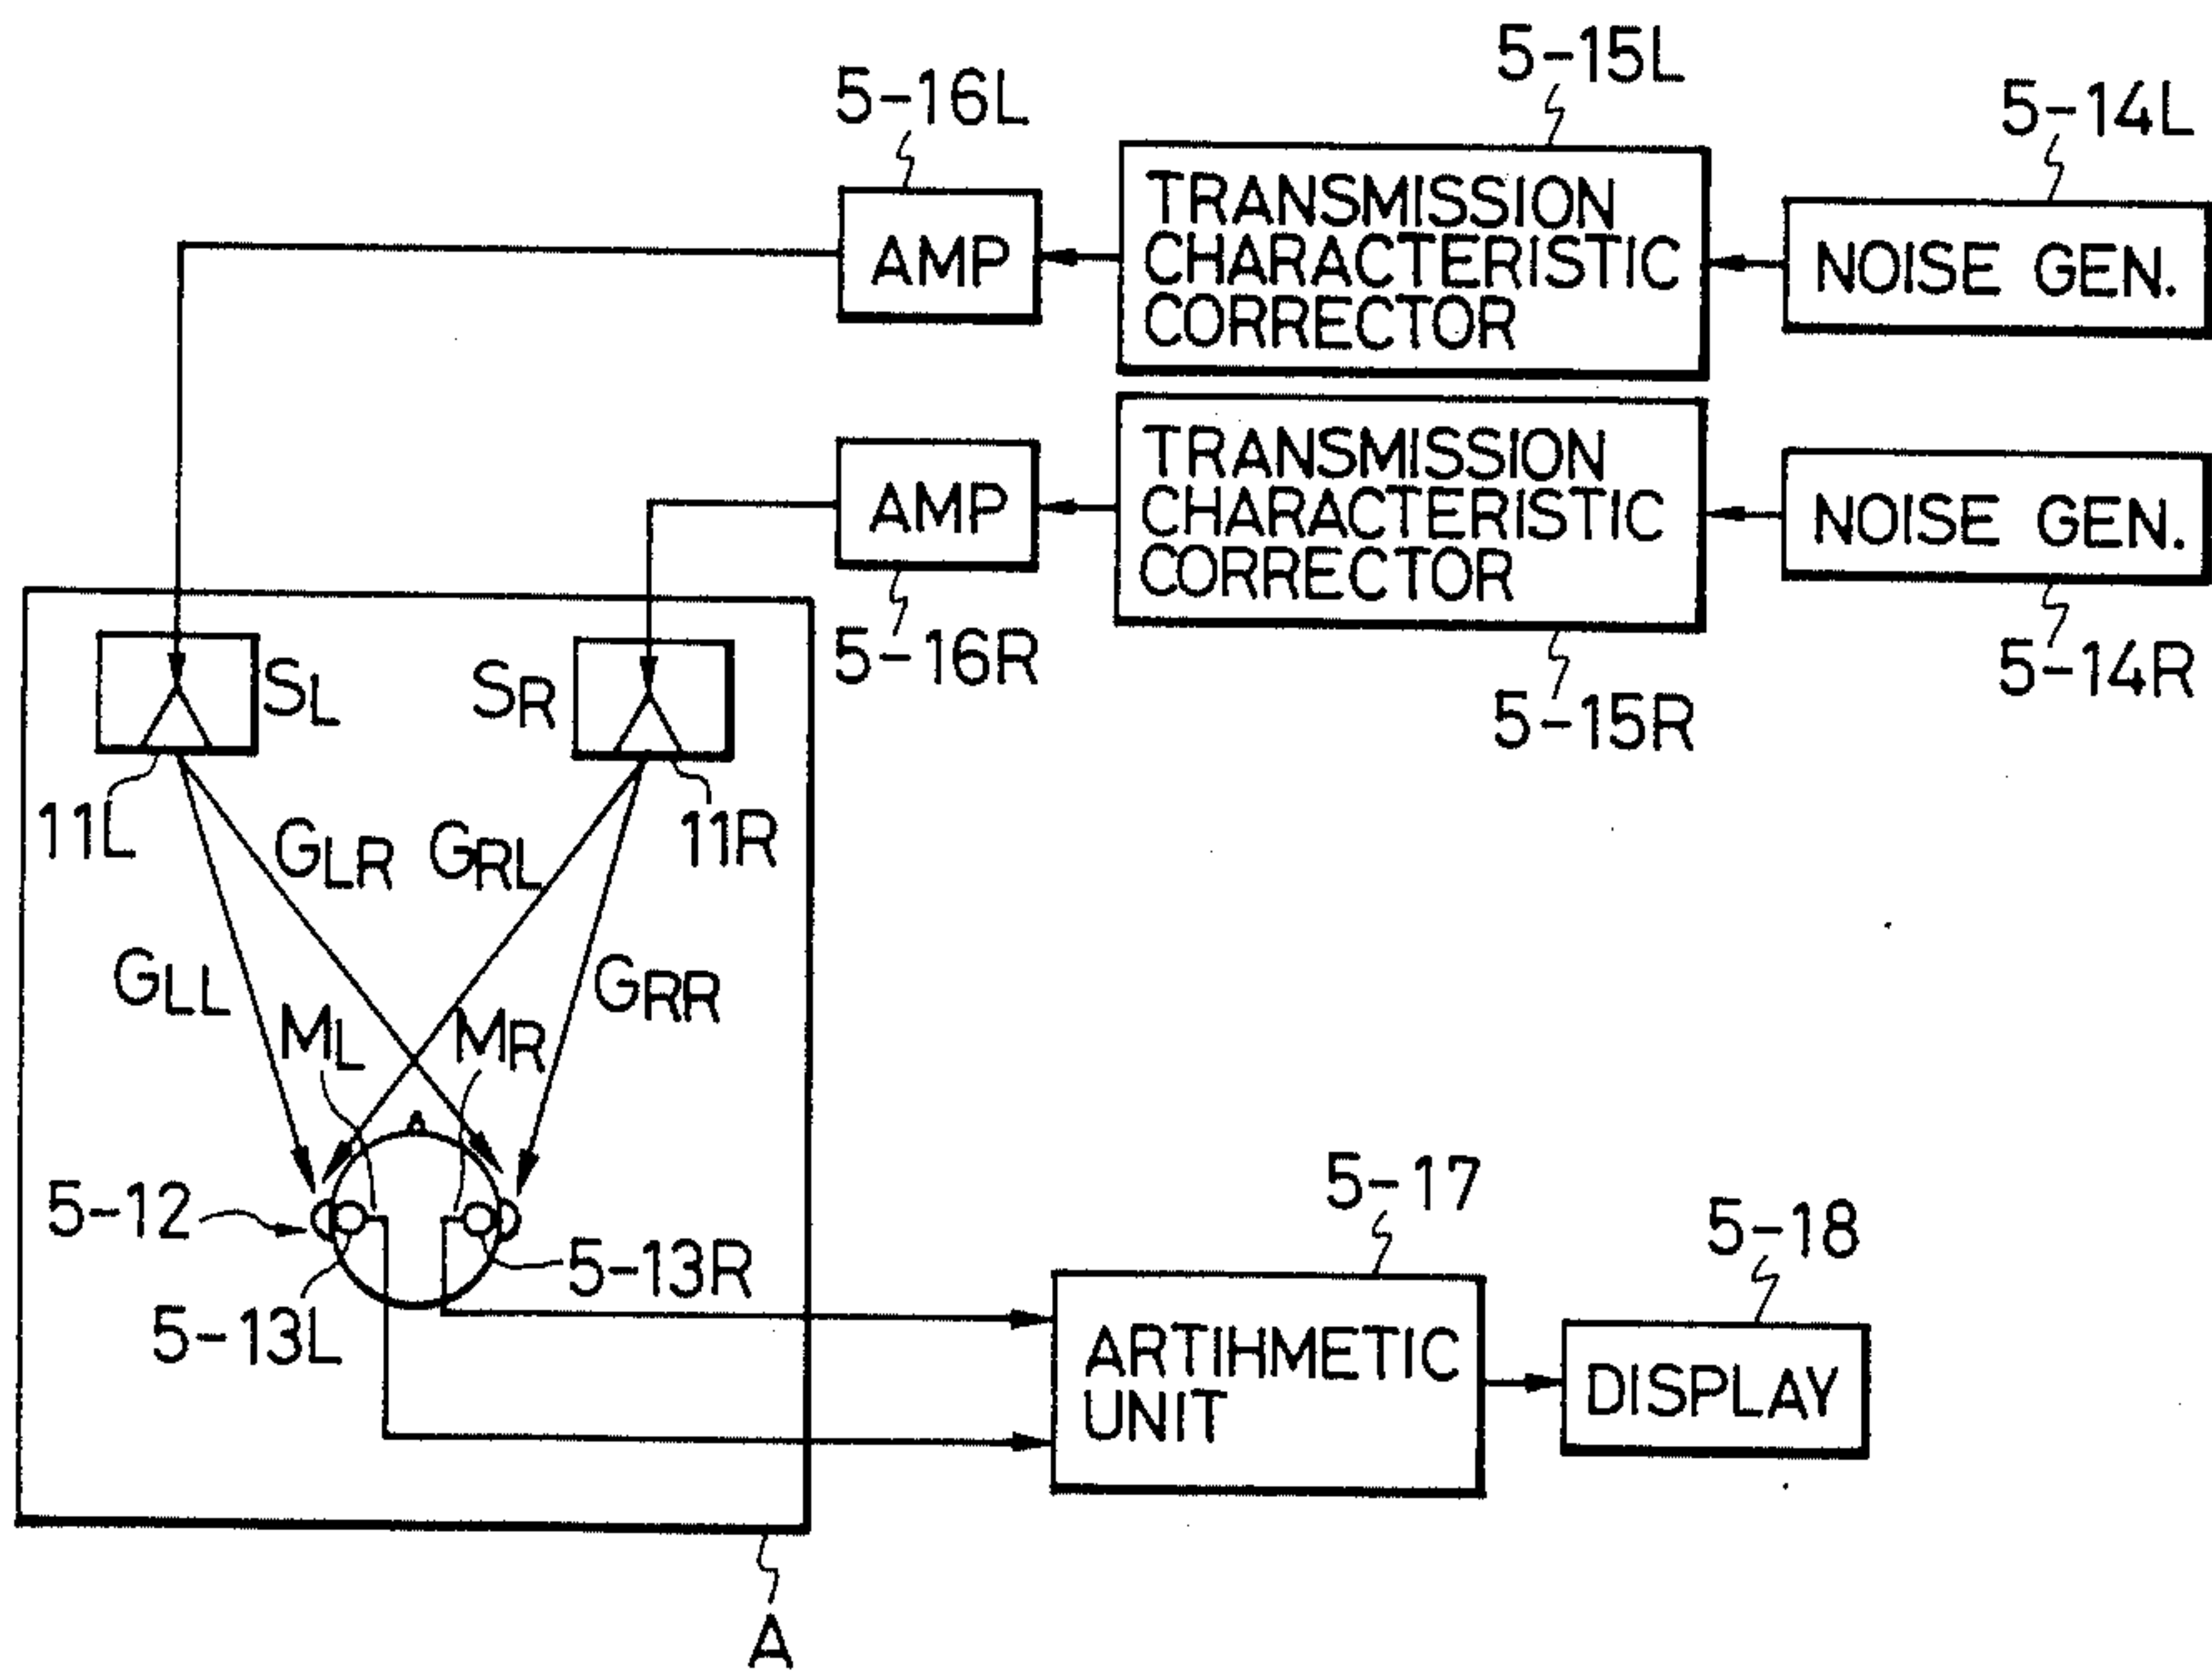 5-15L
5-16L
5-14L
TRANSMISSION
CHARACTERISTIC
CORRECTOR
AMP
NOISE GEN.
TRANSMISSION
CHARACTERISTIC
CORRECTOR
AMP
NOISE GEN.
5-16R
5-15R
5-14R
SL
SR
11L
11R
GLR
GRL
GLL
GRR
ML
MR
5-12
5-13R
5-13L
5-17
5-18
ARTIHMETIC
UNIT
DISPLAY
A